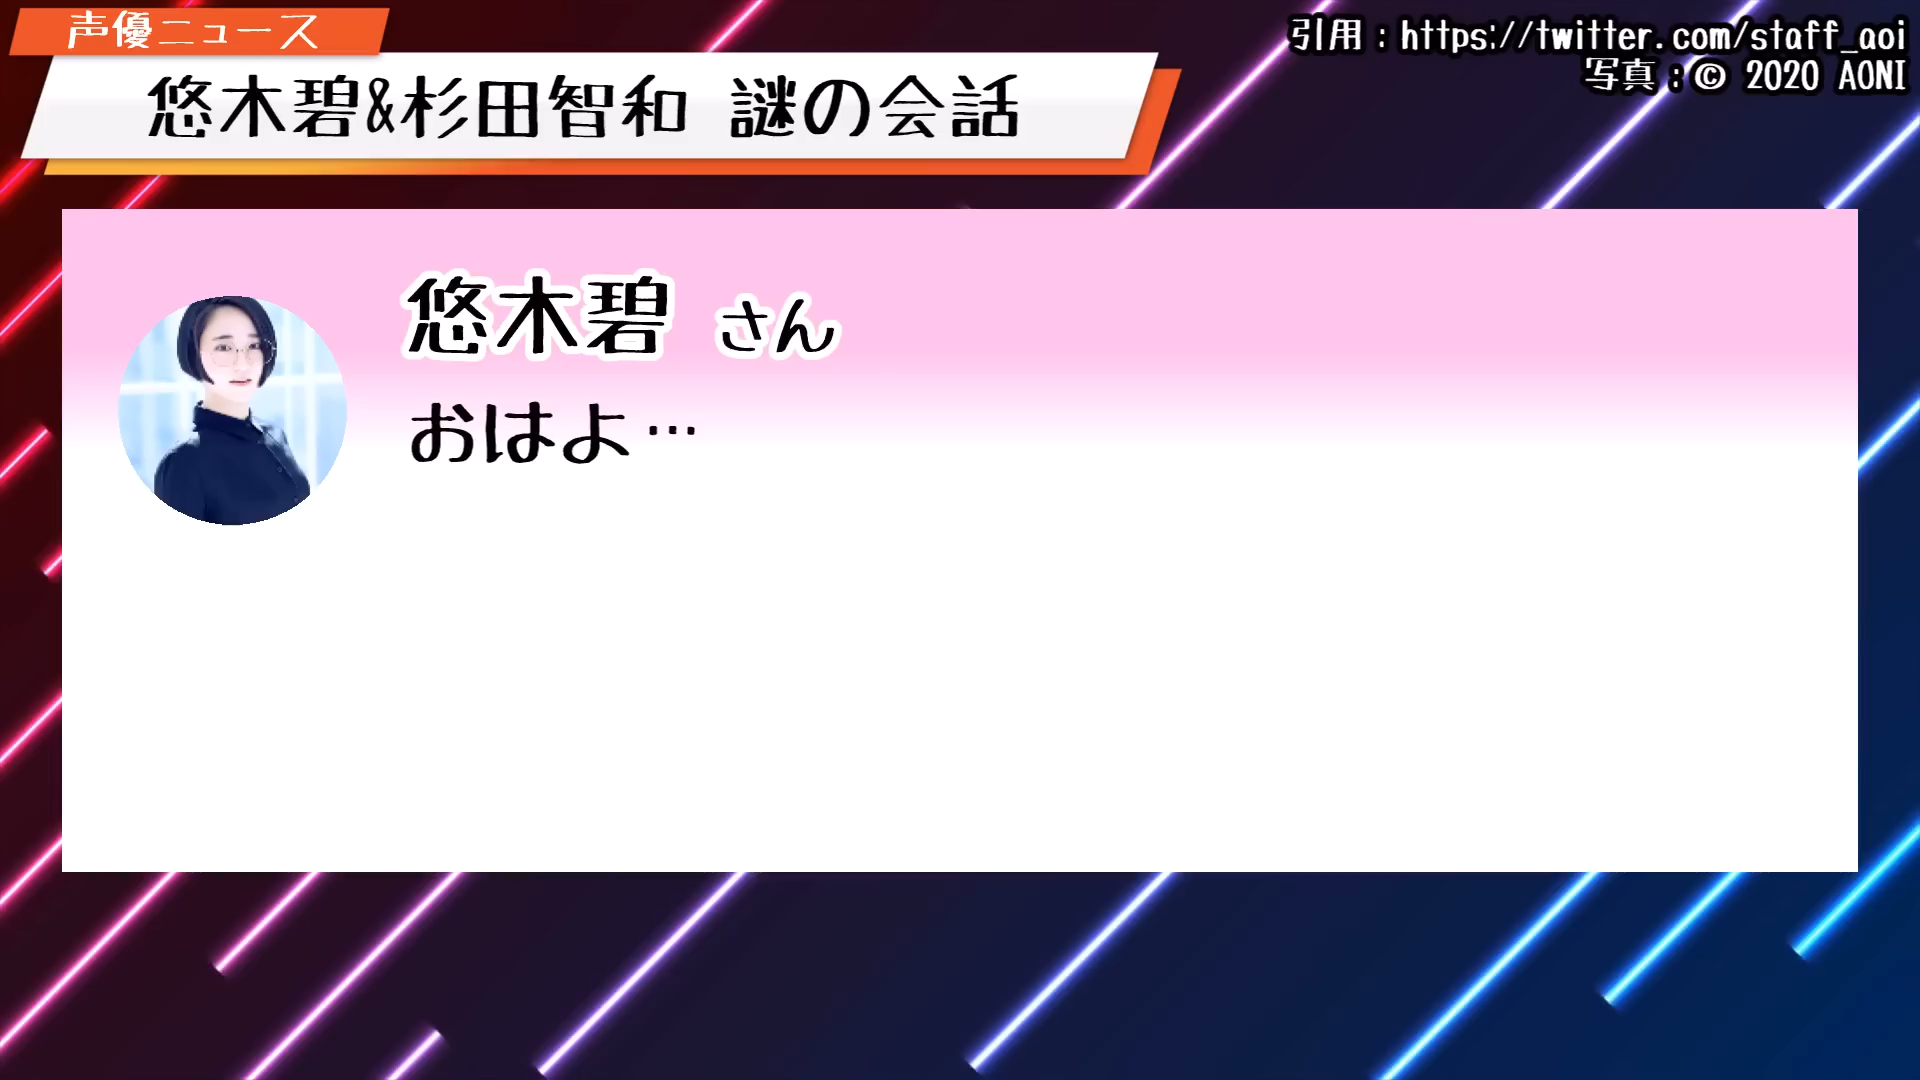 声優ニュース
悠木碧&杉田智和 謎の会話
引用：https://twitter.com/staff_aoi
写真：© 2020 AONI
悠木碧 さん
おはよ…